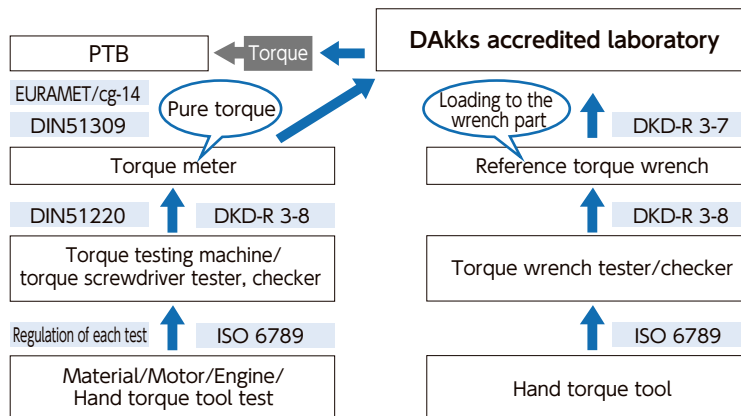 DAkks accredited laboratory
PTB
Torque
EURAMET/cg-14
DIN51309
Pure torque
Loading to the
wrench part
DKD-R 3-7
Torque meter
Reference torque wrench
DIN51220
DKD-R 3-8
DKD-R 3-8
Torque testing machine/
torque screwdriver tester, checker
Torque wrench tester/checker
Regulation of each test
ISO 6789
ISO 6789
Material/Motor/Engine/
Hand torque tool test
Hand torque tool